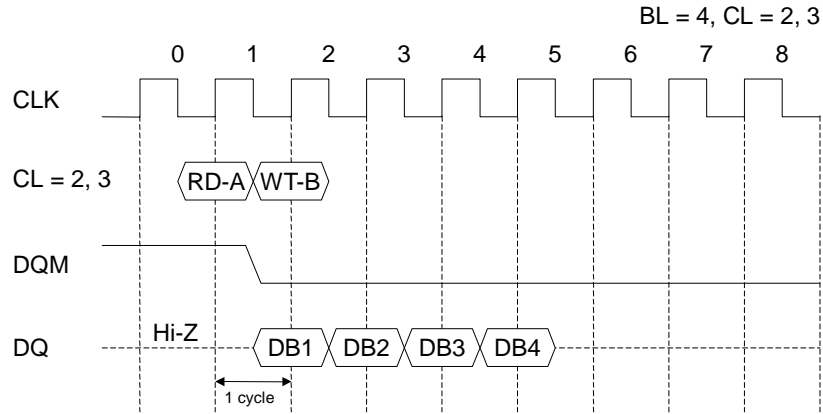 BL = 4, CL = 2, 3
0 1 2 3 4 5 6 7 8
CLK
CL = 2, 3 RD-A WT-B
DQM
Hi-Z
DQ DB1 DB2 DB3 DB4
1 cycle